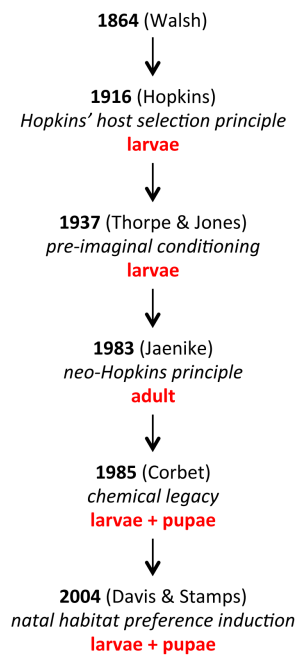 1864 (Walsh)
1916 (Hopkins)
Hopkins' host selection principle
larvae
1937 (Thorpe & Jones)
pre-imaginal conditioning
larvae
1983 (Jaenike)
neo-Hopkins principle
adult
1985 (Corbet)
chemical legacy
larvae + pupae
2004 (Davis & Stamps)
natal habitat preference induction
larvae + pupae